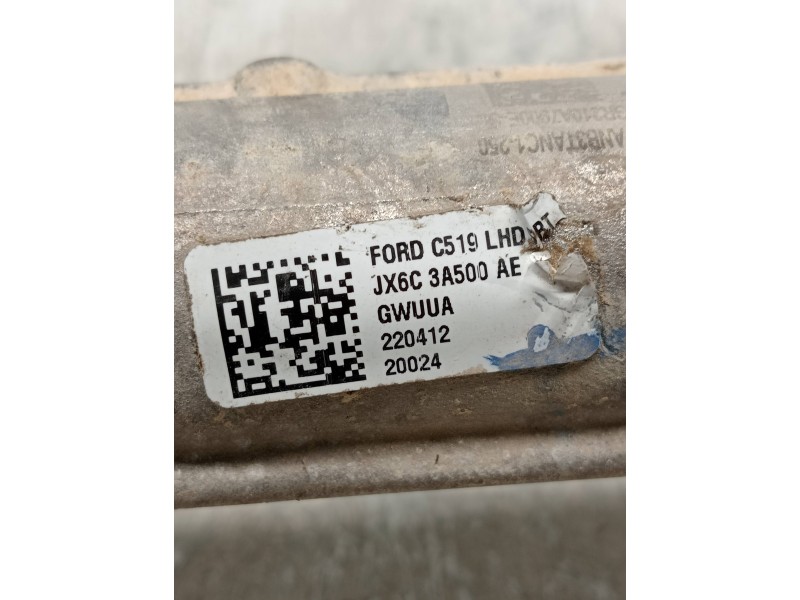 FORD C519 LHD
JX6C 3A500 AE
GWUUA
220412
20024